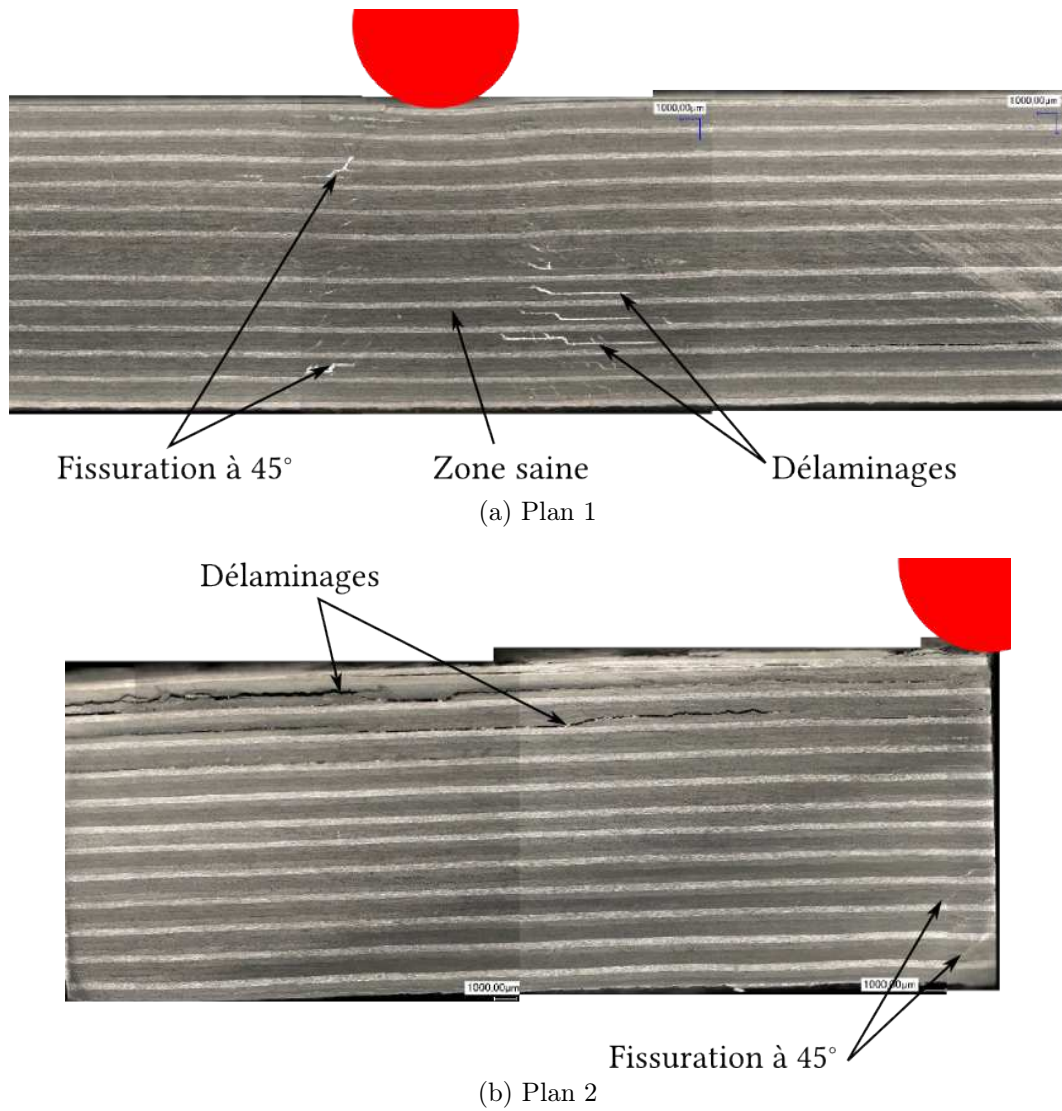 1000,00µm
1000,00µm
Fissuration à 45°
Zone saine
Délaminages
(a) Plan 1
Délaminages
1000,00µm
1000,00µm
Fissuration à 45°
(b) Plan 2